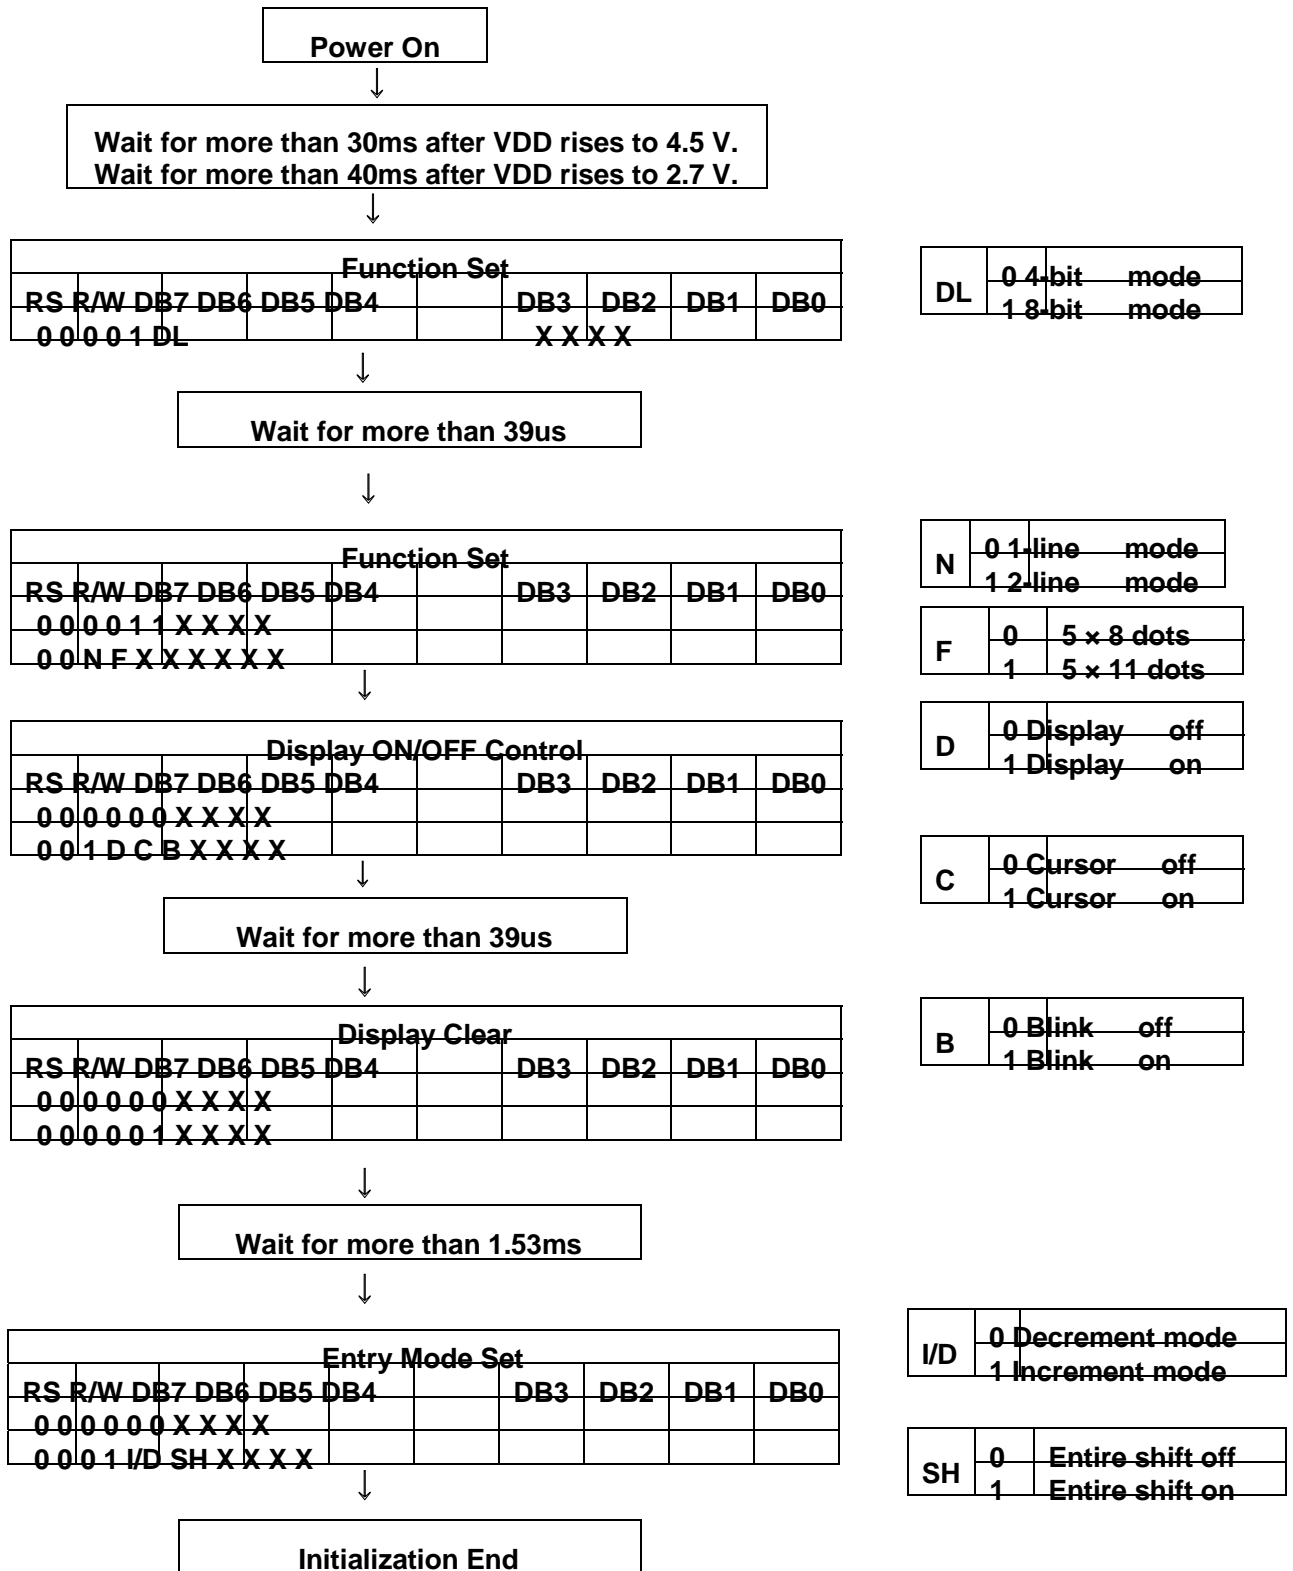 Power On
↓
Wait for more than 30ms after VDD rises to 4.5 V.
Wait for more than 40ms after VDD rises to 2.7 V.
↓
Function Set
RS R/W DB7 DB6 DB5 DB4 DB3 DB2 DB1 DB0
0 0 0 0 1 DL X X X X
DL
0 4-bit mode
1 8-bit mode
↓
Wait for more than 39us
↓
Function Set
RS R/W DB7 DB6 DB5 DB4 DB3 DB2 DB1 DB0
0 0 0 0 1 1 X X X X
0 0 N F X X X X X X
N
0 1-line mode
1 2-line mode
F
0 5 × 8 dots
1 5 × 11 dots
↓
Display ON/OFF Control
RS R/W DB7 DB6 DB5 DB4 DB3 DB2 DB1 DB0
0 0 0 0 0 0 X X X X
0 0 1 D C B X X X X
D
0 Display off
1 Display on
C
0 Cursor off
1 Cursor on
↓
Wait for more than 39us
↓
Display Clear
RS R/W DB7 DB6 DB5 DB4 DB3 DB2 DB1 DB0
0 0 0 0 0 0 X X X X
0 0 0 0 0 1 X X X X
B
0 Blink off
1 Blink on
↓
Wait for more than 1.53ms
↓
Entry Mode Set
RS R/W DB7 DB6 DB5 DB4 DB3 DB2 DB1 DB0
0 0 0 0 0 0 X X X X
0 0 0 1 I/D SH X X X X
I/D
0 Decrement mode
1 Increment mode
SH
0 Entire shift off
1 Entire shift on
↓
Initialization End